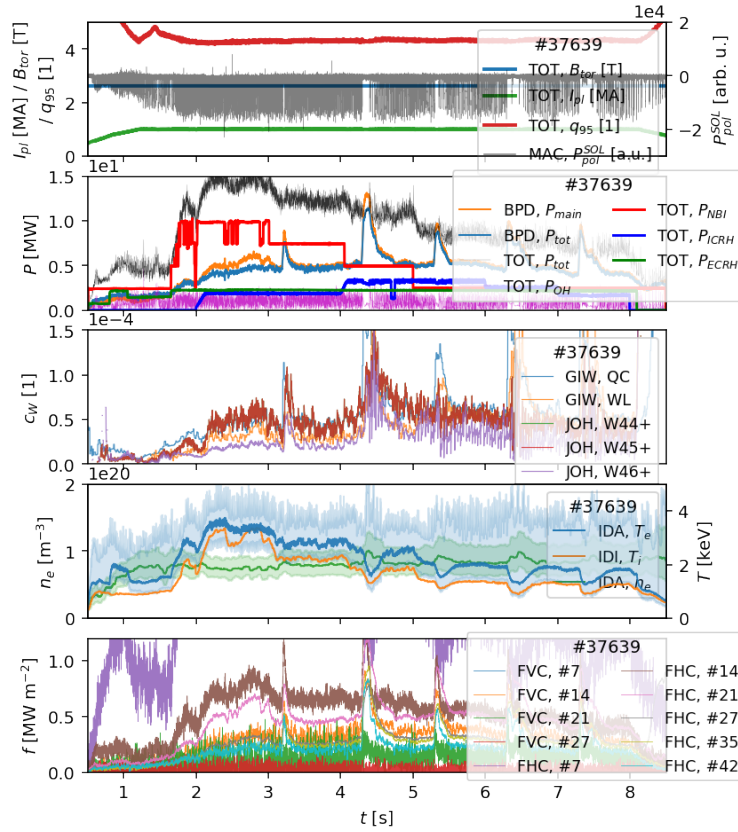 1e4
I_pl [MA] / B_tor [T]
/ q_95 [1]
4
2
0
2
0
−2
P_pol^SOL [arb. u.]
#37639
TOT, B_tor [T]
TOT, I_pl [MA]
TOT, q_95 [1]
MAC, P_pol^SOL [a.u.]
1e1
P [MW]
1.5
1.0
0.5
0.0
#37639
BPD, P_main
BPD, P_tot
TOT, P_tot
TOT, P_OH
TOT, P_NBI
TOT, P_ICRH
TOT, P_ECRH
1e−4
c_W [1]
1.5
1.0
0.5
0.0
#37639
GIW, QC
GIW, WL
JOH, W44+
JOH, W45+
JOH, W46+
1e20
n_e [m^−3]
2
1
0
4
2
0
T [keV]
#37639
IDA, T_e
IDI, T_i
IDA, n_e
f [MW m^−2]
1.0
0.5
0.0
#37639
FVC, #7
FVC, #14
FVC, #21
FVC, #27
FHC, #7
FHC, #14
FHC, #21
FHC, #27
FHC, #35
FHC, #42
1 2 3 4 5 6 7 8
t [s]